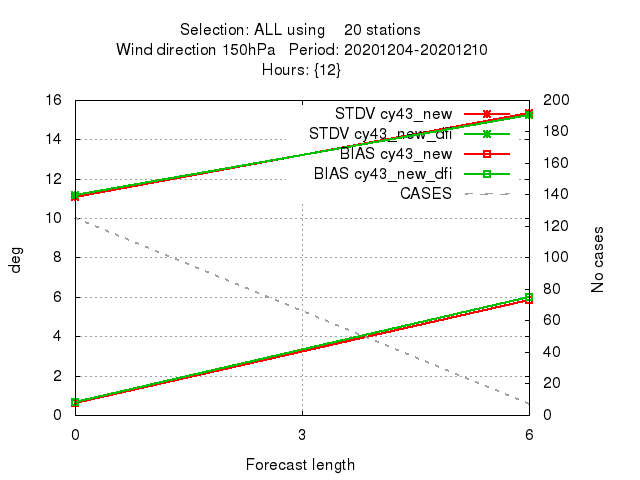 Selection: ALL using    20 stations
Wind direction 150hPa   Period: 20201204-20201210
Hours: {12}
16
14
12
10
8
6
4
2
0
deg
STDV cy43_new
STDV cy43_new_dfi
BIAS cy43_new
BIAS cy43_new_dfi
CASES
200
180
160
140
120
100
80
60
40
20
0
No cases
0
3
6
Forecast length